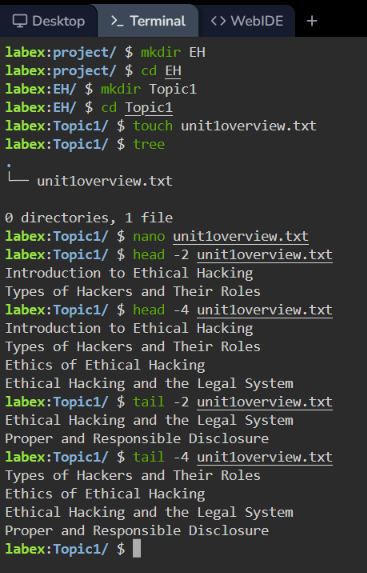 Desktop >_ Terminal <> WebIDE +
labex:project/ $ mkdir EH
labex:project/ $ cd EH
labex:EH/ $ mkdir Topic1
labex:EH/ $ cd Topic1
labex:Topic1/ $ touch unit1overview.txt
labex:Topic1/ $ tree
.
└── unit1overview.txt

0 directories, 1 file
labex:Topic1/ $ nano unit1overview.txt
labex:Topic1/ $ head -2 unit1overview.txt
Introduction to Ethical Hacking
Types of Hackers and Their Roles
labex:Topic1/ $ head -4 unit1overview.txt
Introduction to Ethical Hacking
Types of Hackers and Their Roles
Ethics of Ethical Hacking
Ethical Hacking and the Legal System
labex:Topic1/ $ tail -2 unit1overview.txt
Ethical Hacking and the Legal System
Proper and Responsible Disclosure
labex:Topic1/ $ tail -4 unit1overview.txt
Types of Hackers and Their Roles
Ethics of Ethical Hacking
Ethical Hacking and the Legal System
Proper and Responsible Disclosure
labex:Topic1/ $